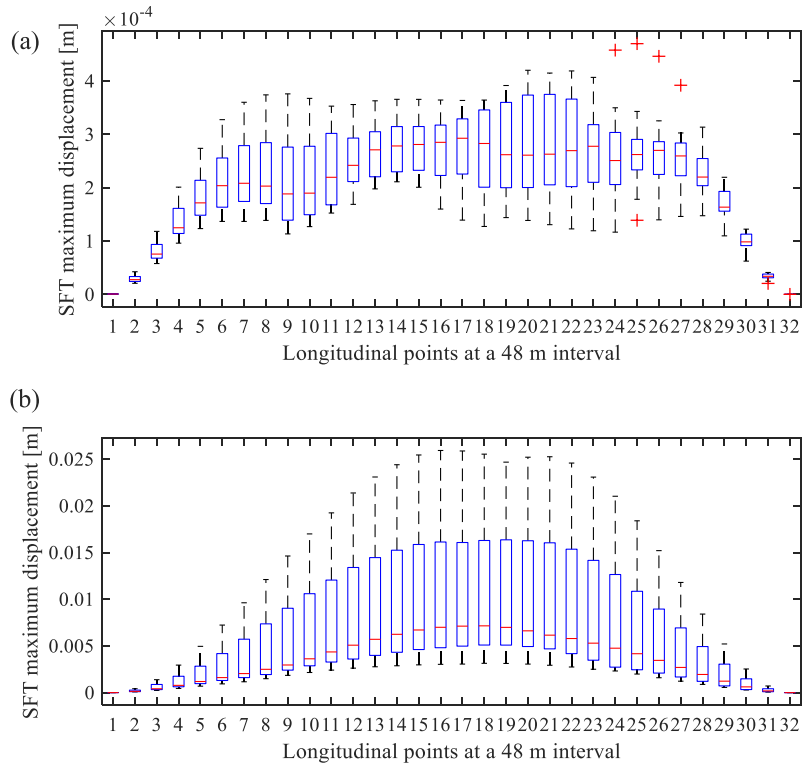 (a)
×10⁻⁴
SFT maximum displacement [m]
4
3
2
1
0
1 2 3 4 5 6 7 8 9 10 11 12 13 14 15 16 17 18 19 20 21 22 23 24 25 26 27 28 29 30 31 32
Longitudinal points at a 48 m interval
(b)
SFT maximum displacement [m]
0.025
0.02
0.015
0.01
0.005
0
1 2 3 4 5 6 7 8 9 10 11 12 13 14 15 16 17 18 19 20 21 22 23 24 25 26 27 28 29 30 31 32
Longitudinal points at a 48 m interval